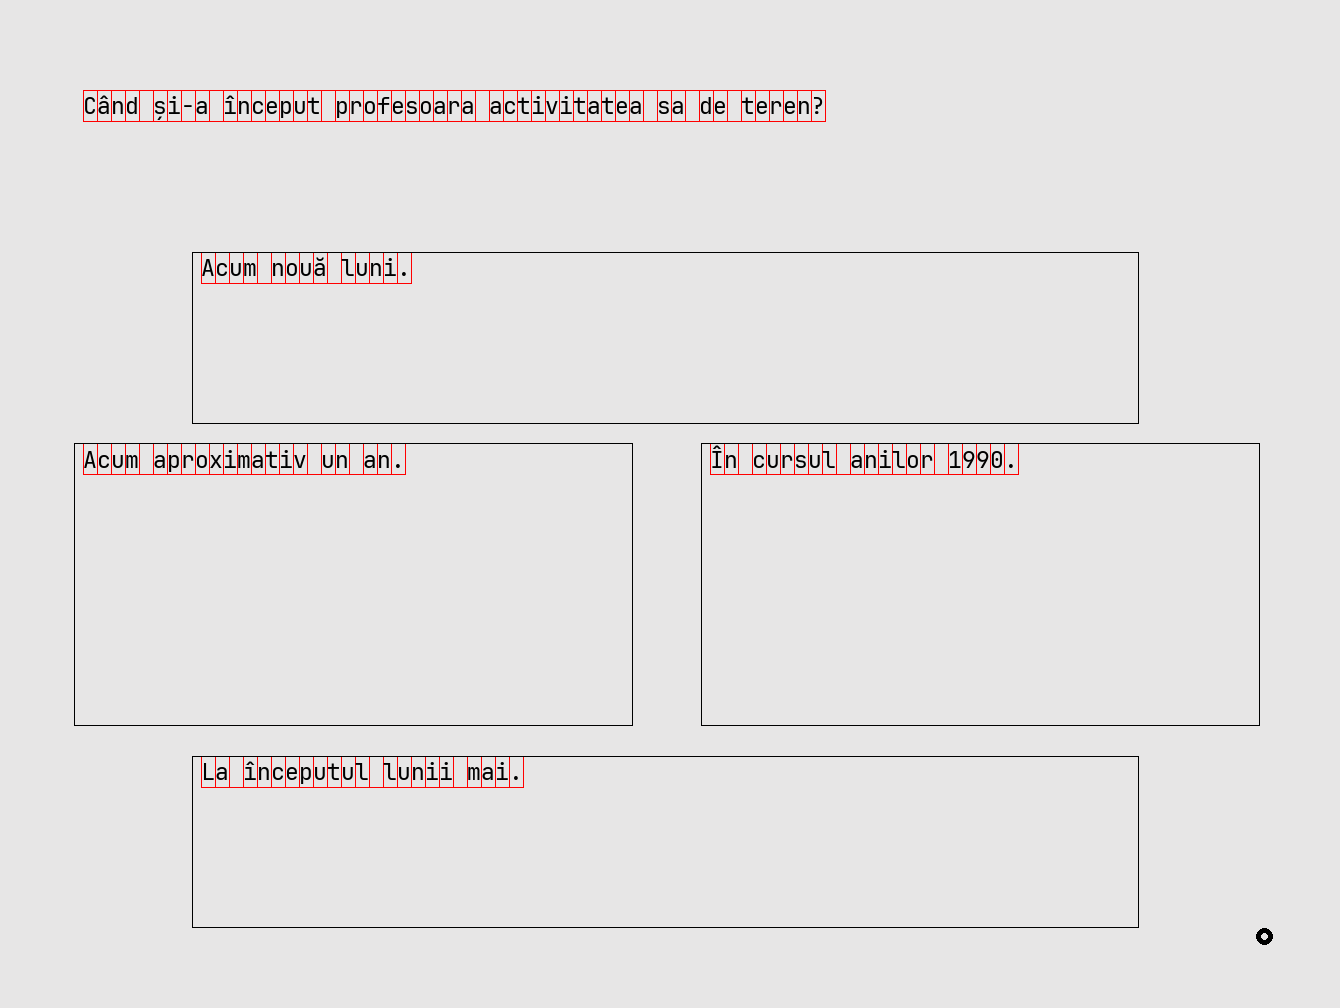 Când și-a început profesoara activitatea sa de teren?
Acum nouă luni.
Acum aproximativ un an.
În cursul anilor 1990.
La începutul lunii mai.